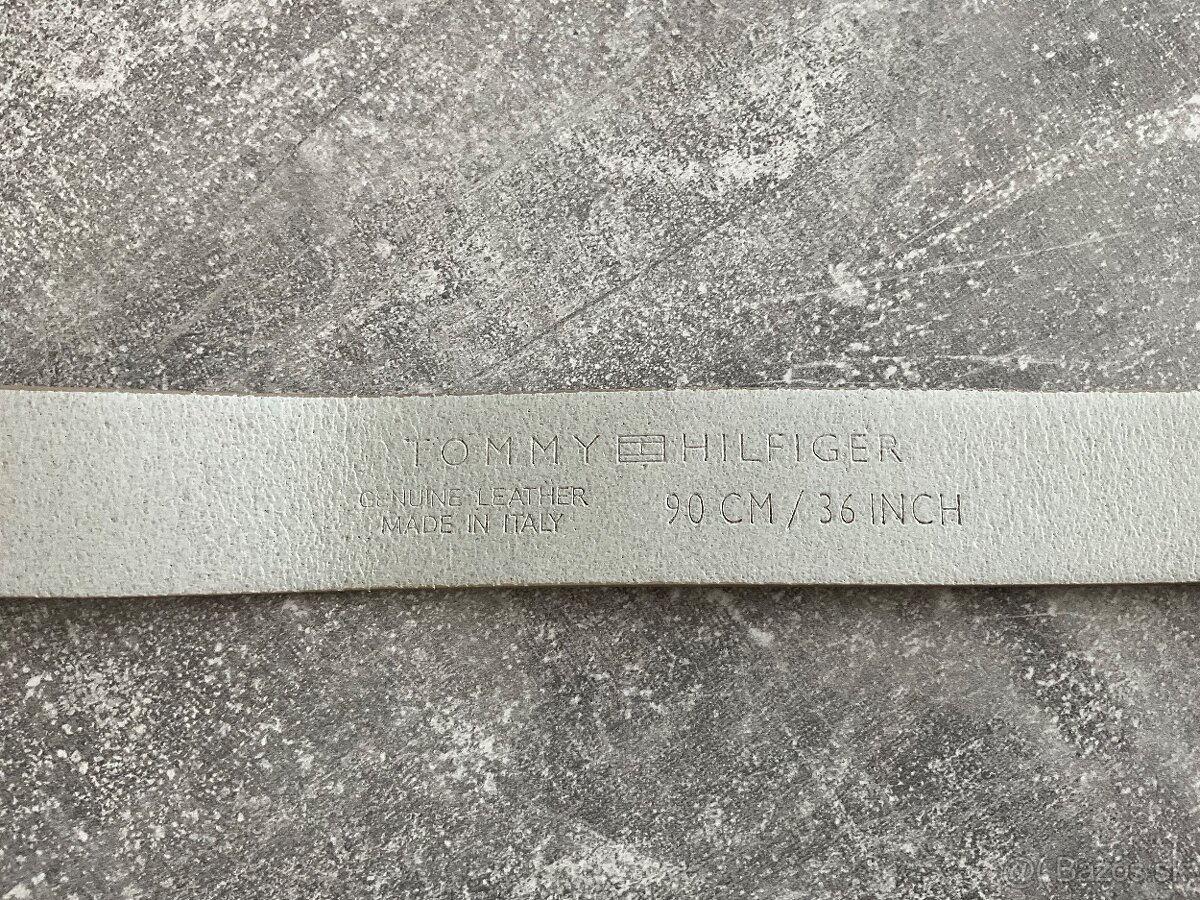 TOMMY HILFIGER
GENUINE LEATHER
MADE IN ITALY
90 CM / 36 INCH
Bazos.sk